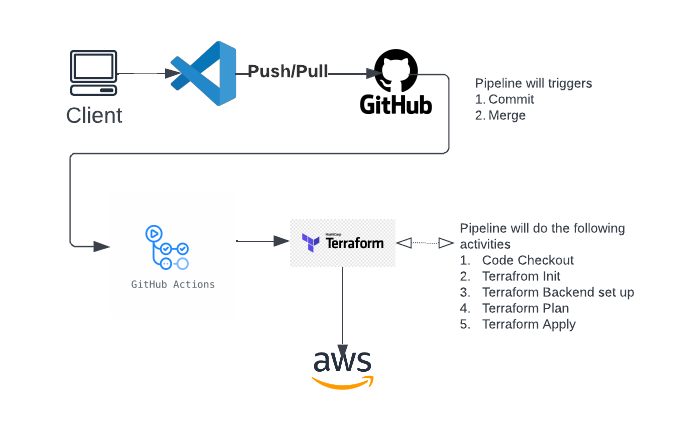 Push/Pull
Client
GitHub
Pipeline will triggers
1. Commit
2. Merge
GitHub Actions
HashiCorp
Terraform
Pipeline will do the following
activities
1. Code Checkout
2. Terrafrom Init
3. Terraform Backend set up
4. Terraform Plan
5. Terraform Apply
aws